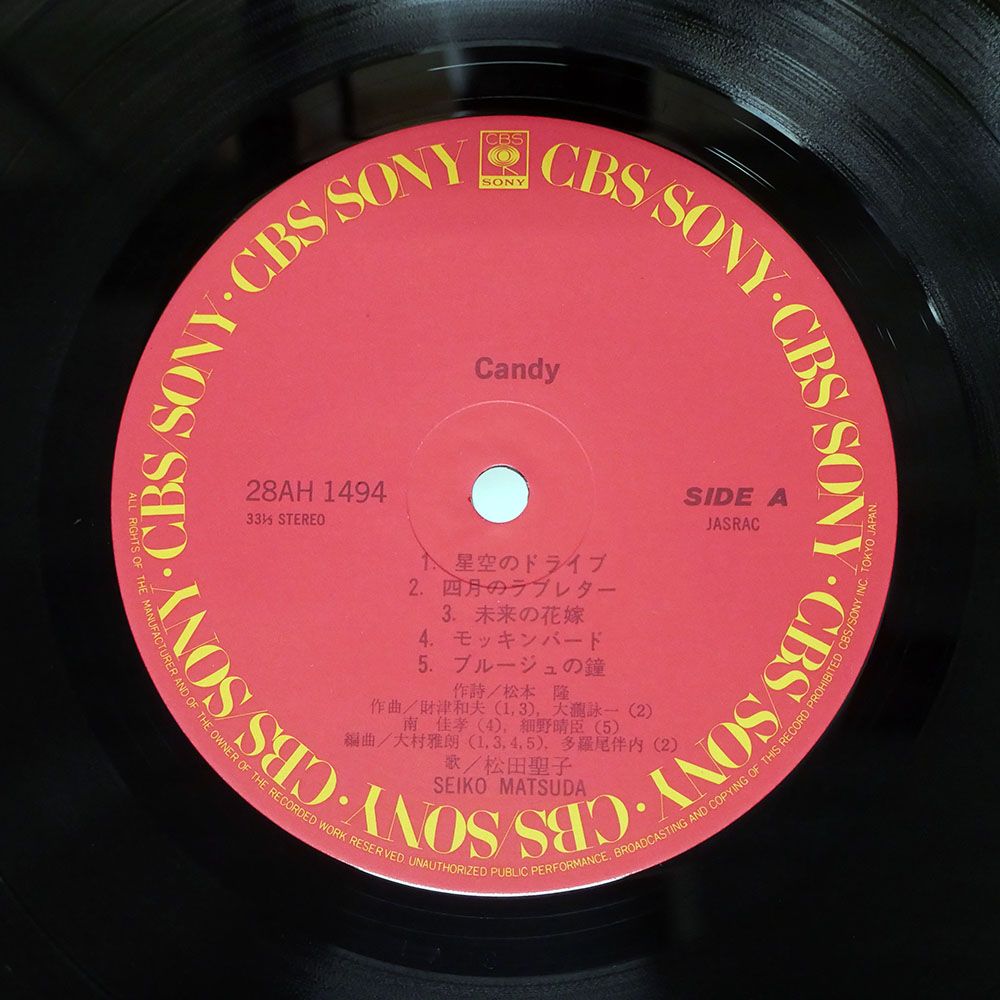 CBS
SONY
CBS/SONY · CBS/SONY · CBS/SONY · CBS/SONY · CBS/SONY · CBS/SONY · CBS/SONY · CBS/SONY
Candy
28AH 1494
33⅓ STEREO
SIDE A
JASRAC
1. 星空のドライブ
2. 四月のラブレター
3. 未来の花嫁
4. モッキンバード
5. ブルージュの鐘
作詩/松本 隆
作曲/財津和夫(1,3), 大瀧詠一(2)
南 佳孝(4), 細野晴臣(5)
編曲/大村雅朗(1,3,4,5), 多羅尾伴内(2)
歌/松田聖子
SEIKO MATSUDA
ALL RIGHTS OF THE MANUFACTURER AND OF THE OWNER OF THE RECORDED WORK RESERVED UNAUTHORIZED PUBLIC PERFORMANCE, BROADCASTING AND COPYING OF THIS RECORD PROHIBITED CBS/SONY INC. TOKYO JAPAN